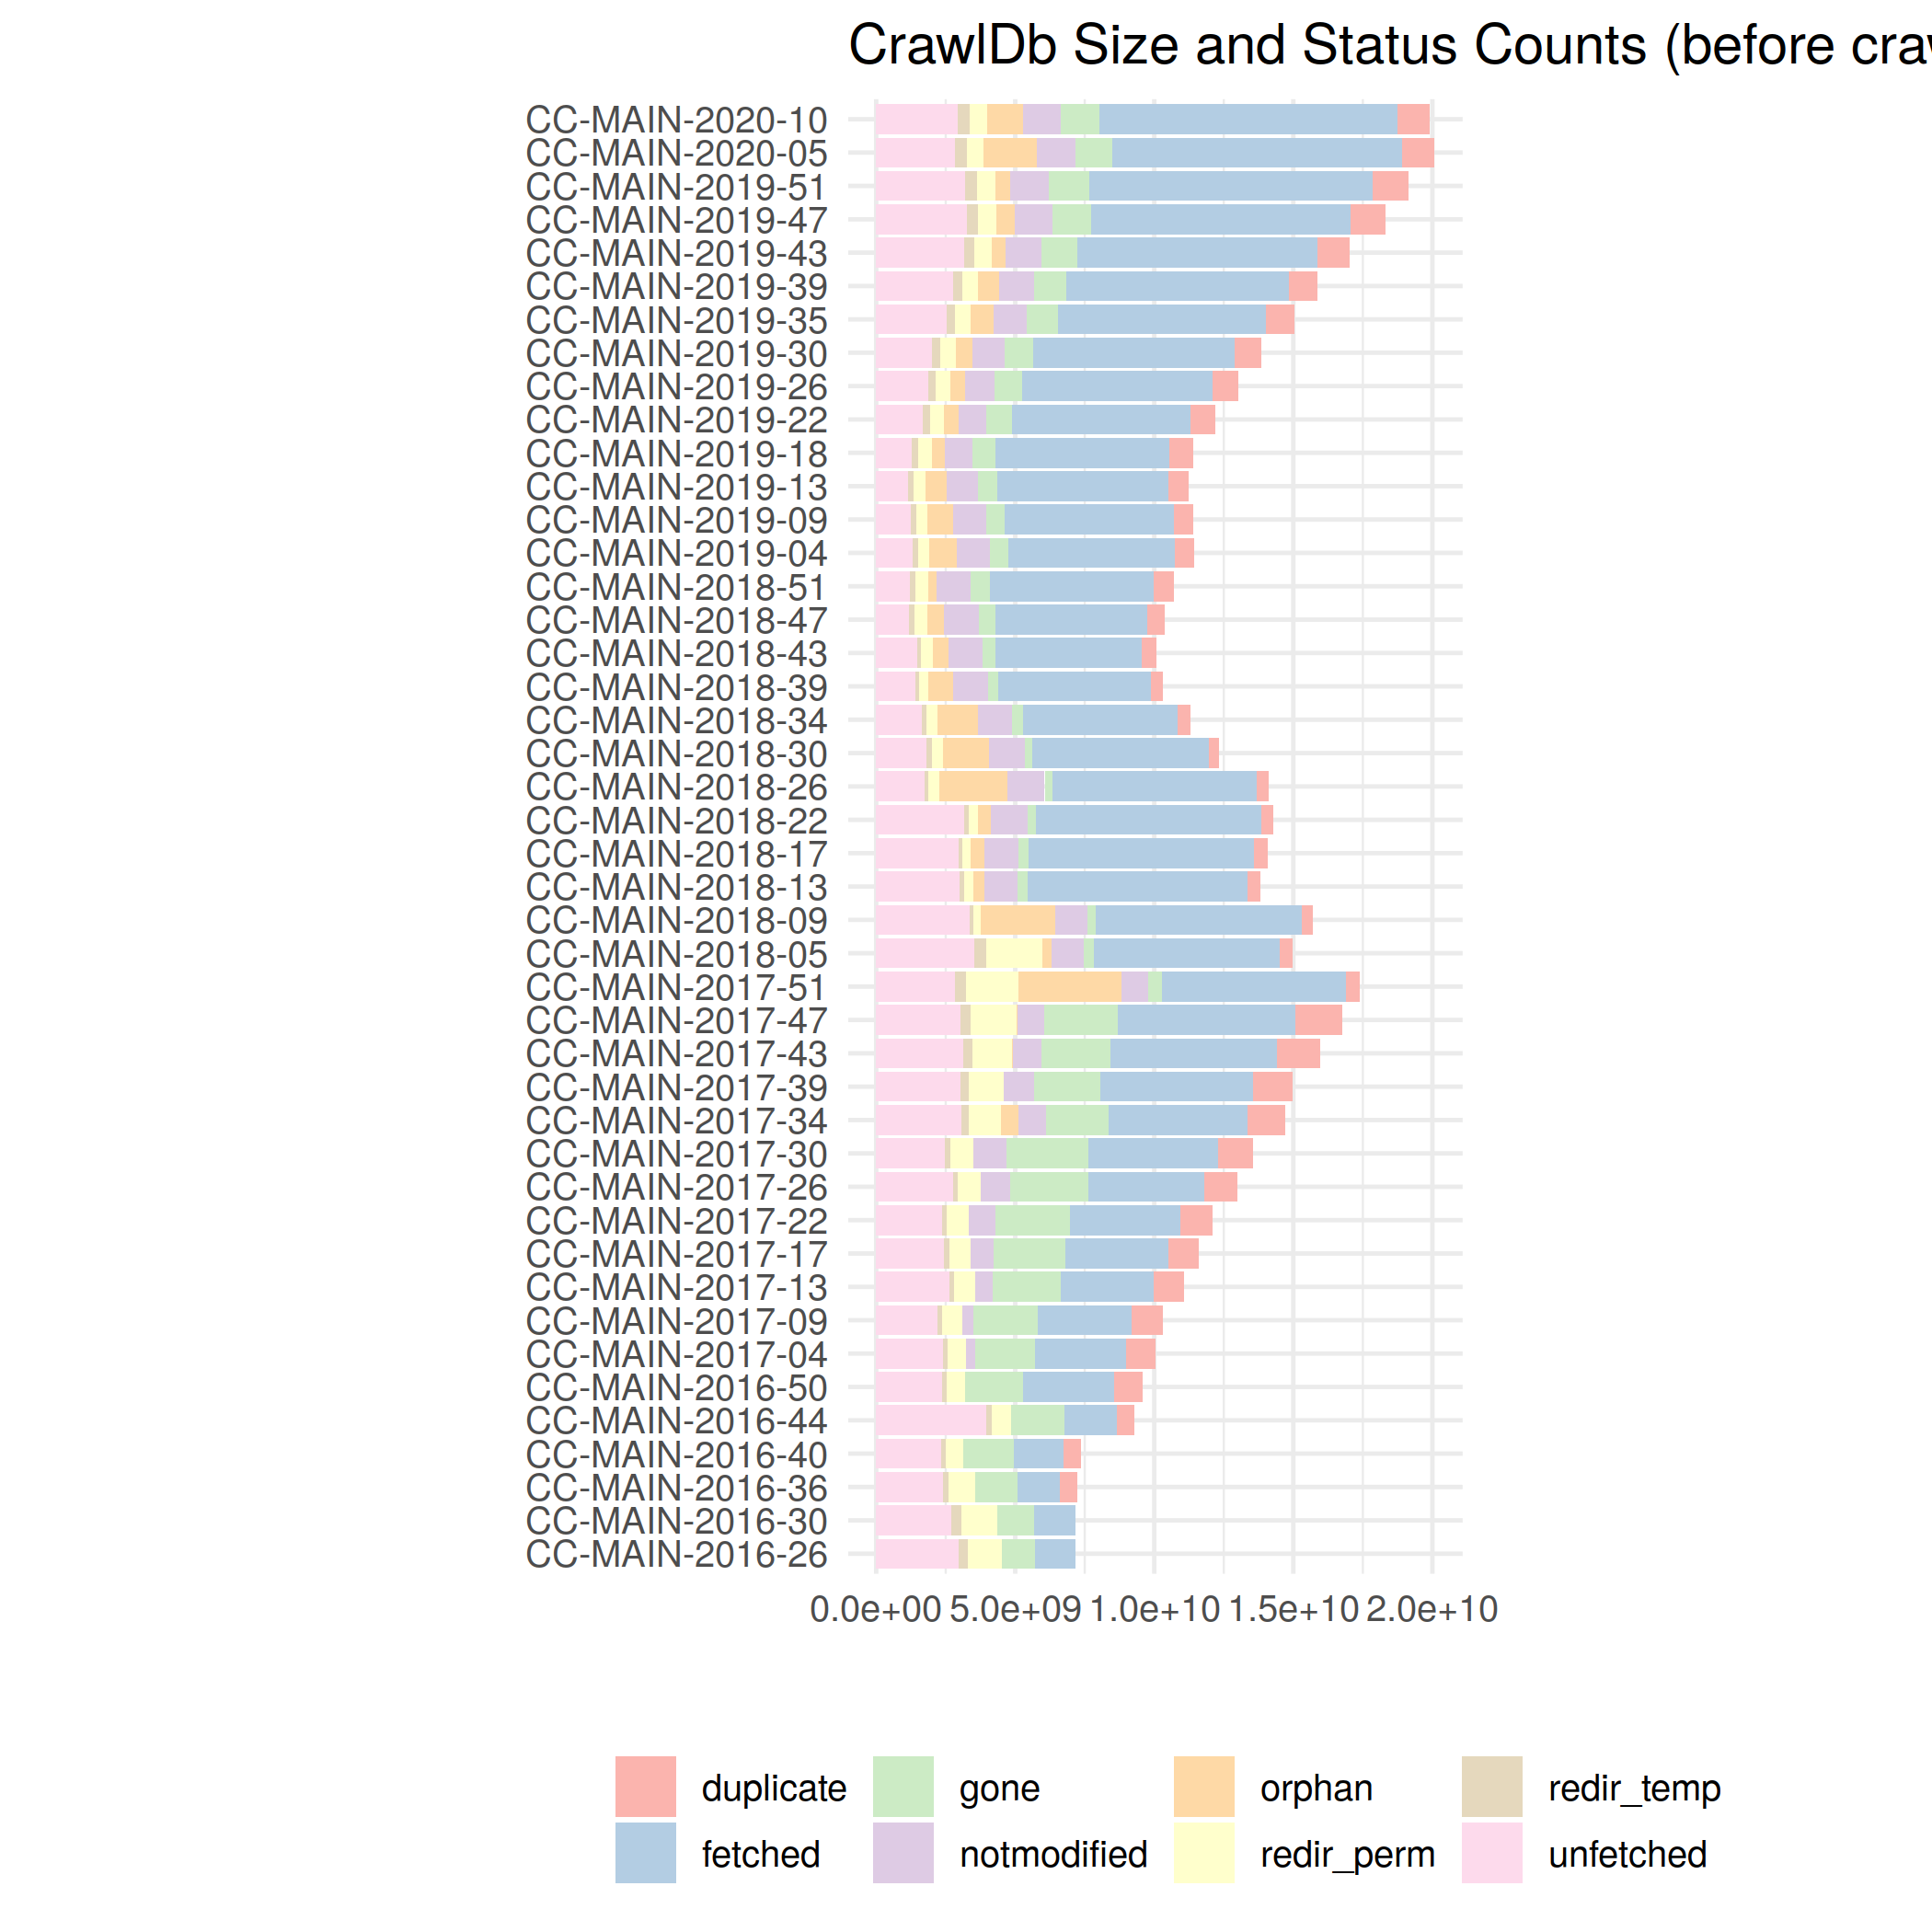 CrawlDb Size and Status Counts (before
CC-MAIN-2020-10
CC-MAIN-2020-05
CC-MAIN-2019-51
CC-MAIN-2019-47
CC-MAIN-2019-43
CC-MAIN-2019-39
CC-MAIN-2019-35
CC-MAIN-2019-30
CC-MAIN-2019-26
CC-MAIN-2019-22
CC-MAIN-2019-18
CC-MAIN-2019-13
CC-MAIN-2019-09
CC-MAIN-2019-04
CC-MAIN-2018-51
CC-MAIN-2018-47
CC-MAIN-2018-43
CC-MAIN-2018-39
CC-MAIN-2018-34
CC-MAIN-2018-30
CC-MAIN-2018-26
CC-MAIN-2018-22
CC-MAIN-2018-17
CC-MAIN-2018-13
CC-MAIN-2018-09
CC-MAIN-2018-05
CC-MAIN-2017-51
CC-MAIN-2017-47
CC-MAIN-2017-43
CC-MAIN-2017-39
CC-MAIN-2017-34
CC-MAIN-2017-30
CC-MAIN-2017-26
CC-MAIN-2017-22
CC-MAIN-2017-17
CC-MAIN-2017-13
CC-MAIN-2017-09
CC-MAIN-2017-04
CC-MAIN-2016-50
CC-MAIN-2016-44
CC-MAIN-2016-40
CC-MAIN-2016-36
CC-MAIN-2016-30
CC-MAIN-2016-26
0.0e+00 5.0e+09 1.0e+10 1.5e+10 2.0e+10
duplicate gone orphan redir_temp
fetched notmodified redir_perm unfetched